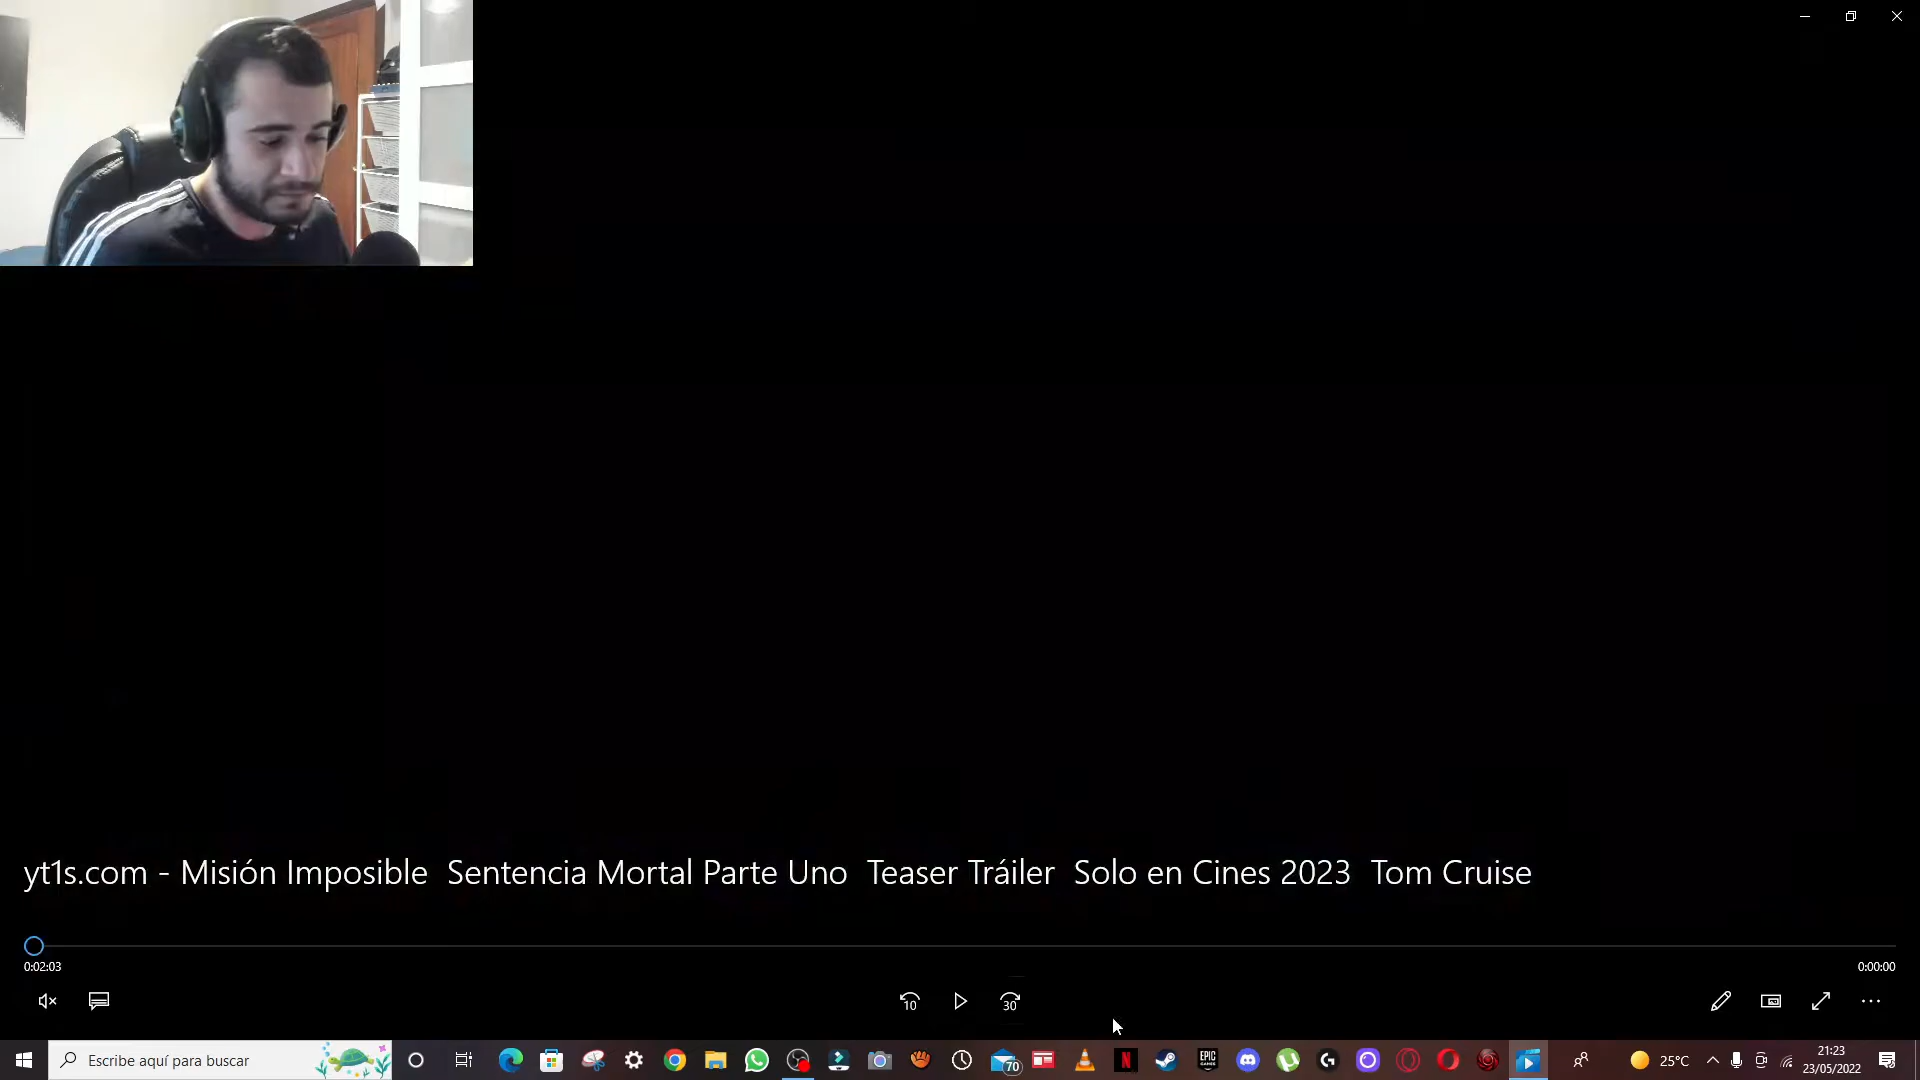 yt1s.com - Misión Imposible Sentencia Mortal Parte Uno Teaser Tráiler Solo en Cines 2023 Tom Cruise
0:02:03
0:00:00
10
30
Escribe aquí para buscar
70
EPIC
GAMES
25°C
21:23
23/05/2022